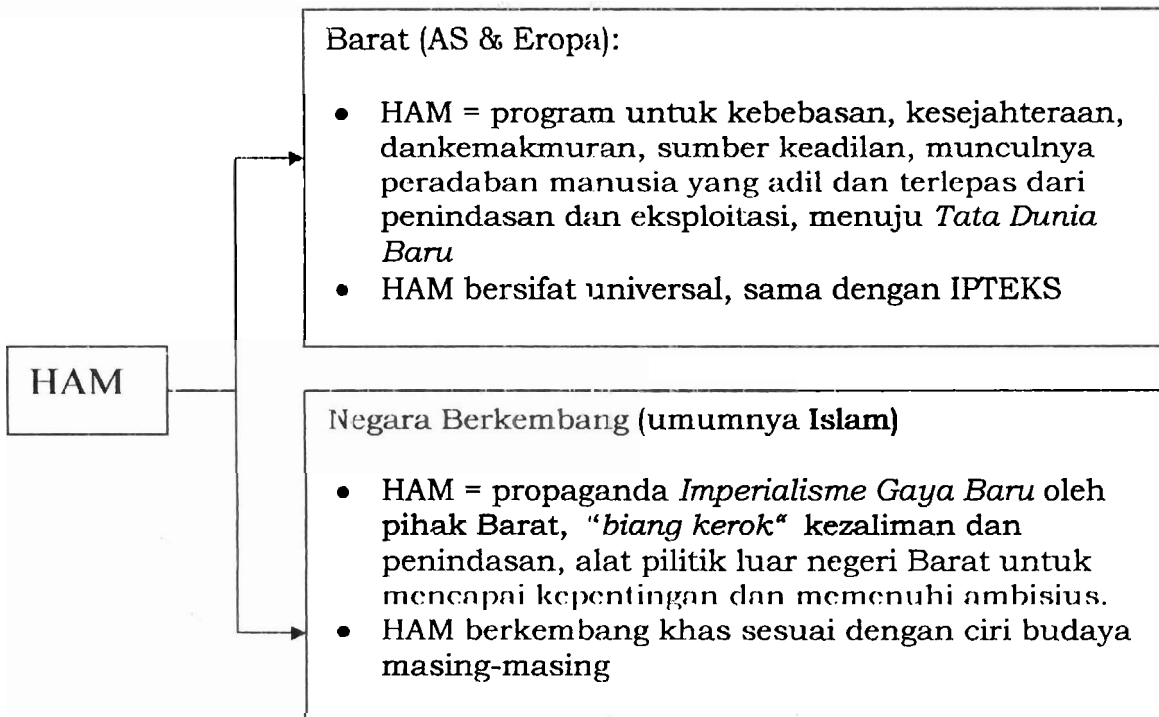 Barat (AS & Eropa):
• HAM = program untuk kebebasan, kesejahteraan,
dankemakmuran, sumber keadilan, munculnya
peradaban manusia yang adil dan terlepas dari
penindasan dan eksploitasi, menuju Tata Dunia
Baru
• HAM bersifat universal, sama dengan IPTEKS
HAM
Negara Berkembang (umumnya Islam)
• HAM = propaganda Imperialisme Gaya Baru oleh
pihak Barat, "biang kerok" kezaliman dan
penindasan, alat pilitik luar negeri Barat untuk
mencapai kepentingan dan memenuhi ambisius.
• HAM berkembang khas sesuai dengan ciri budaya
masing-masing